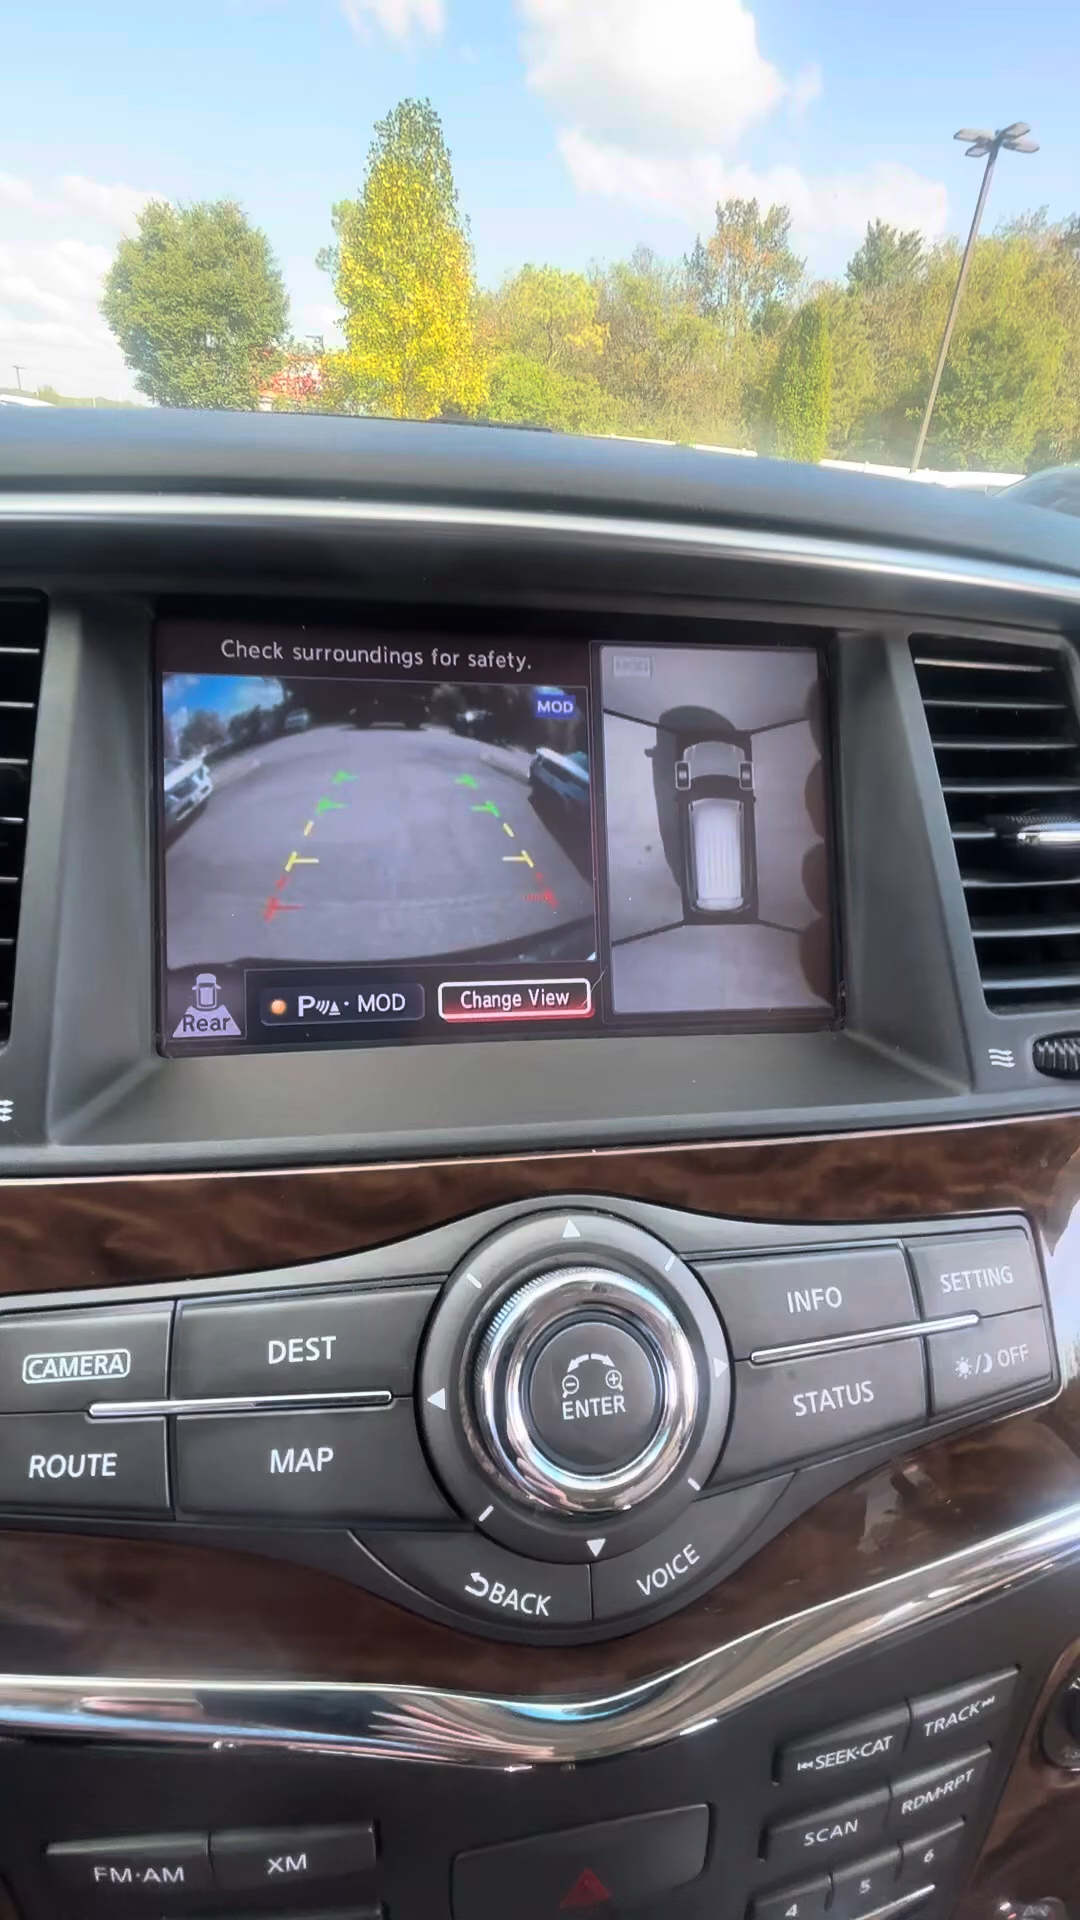 Check surroundings for safety.
MOD
MOD
Rear
P · MOD
Change View
CAMERA
DEST
INFO
SETTING
ENTER
ROUTE
MAP
STATUS
OFF
BACK
VOICE
SEEK·CAT
TRACK
SCAN
RDM·RPT
FM·AM
XM
4
5
6